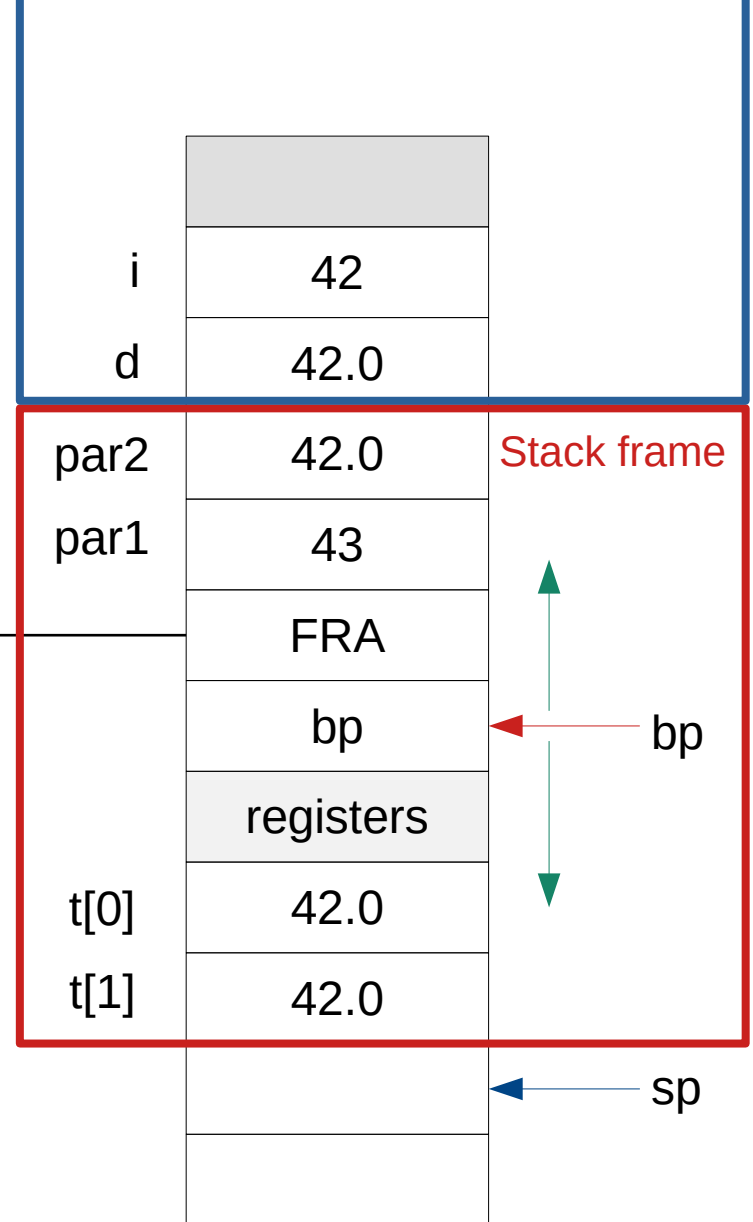 i 42
d 42.0
par2 42.0 Stack frame
par1 43
FRA
bp bp
registers
t[0] 42.0
t[1] 42.0
sp